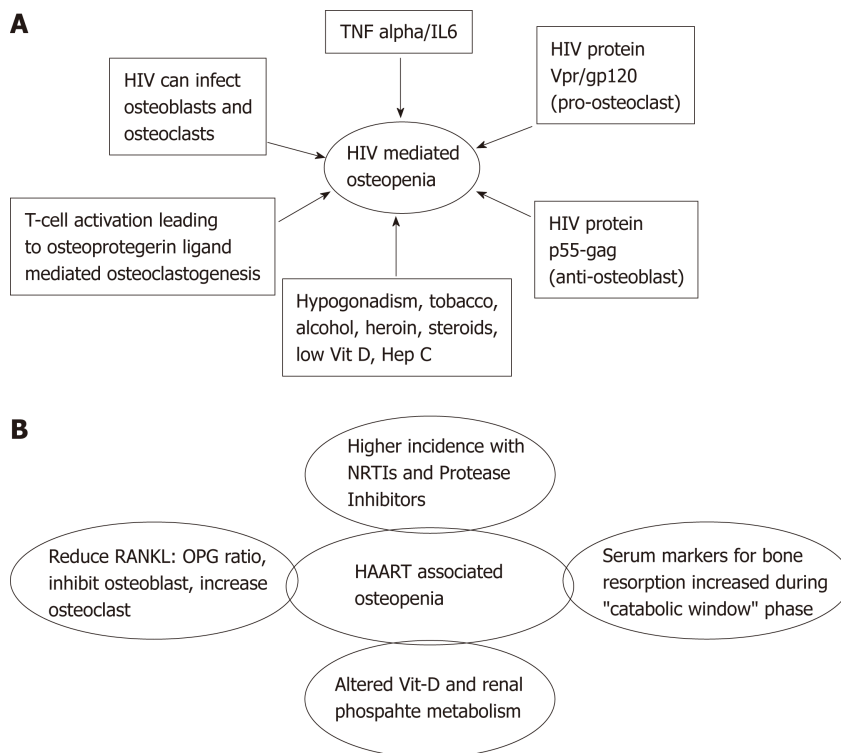 A
TNF alpha/IL6
HIV can infect
osteoblasts and
osteoclasts
HIV protein
Vpr/gp120
(pro-osteoclast)
HIV mediated
osteopenia
T-cell activation leading
to osteoprotegerin ligand
mediated osteoclastogenesis
HIV protein
p55-gag
(anti-osteoblast)
Hypogonadism, tobacco,
alcohol, heroin, steroids,
low Vit D, Hep C
B
Higher incidence with
NRTIs and Protease
Inhibitors
Reduce RANKL: OPG ratio,
inhibit osteoblast, increase
osteoclast
HAART associated
osteopenia
Serum markers for bone
resorption increased during
"catabolic window" phase
Altered Vit-D and renal
phospahte metabolism